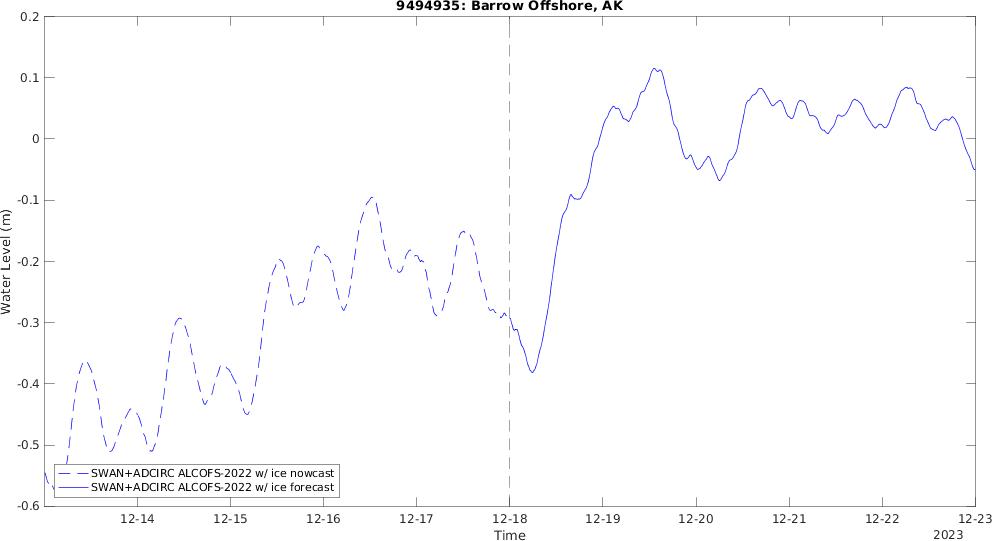 9494935: Barrow Offshore, AK
0.2
0.1
0
-0.1
-0.2
-0.3
-0.4
-0.5
-0.6
Water Level (m)
SWAN+ADCIRC ALCOFS-2022 w/ ice nowcast
SWAN+ADCIRC ALCOFS-2022 w/ ice forecast
12-14 12-15 12-16 12-17 12-18 12-19 12-20 12-21 12-22 12-23
Time
2023